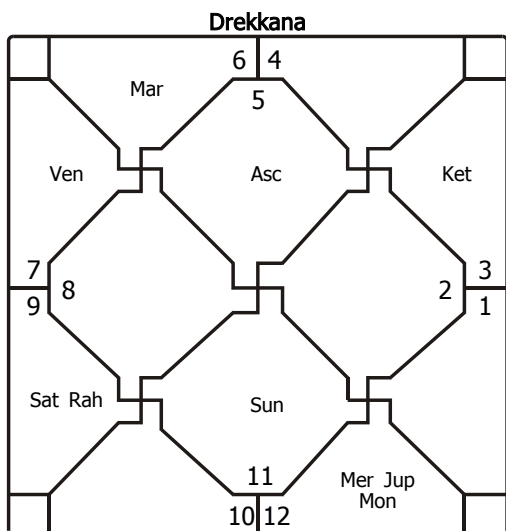 Drekkana
6 4
Mar
5
Ven Asc Ket
7 3
8 2
9 1
Sat Rah Sun
Mer Jup
Mon
11
10 12